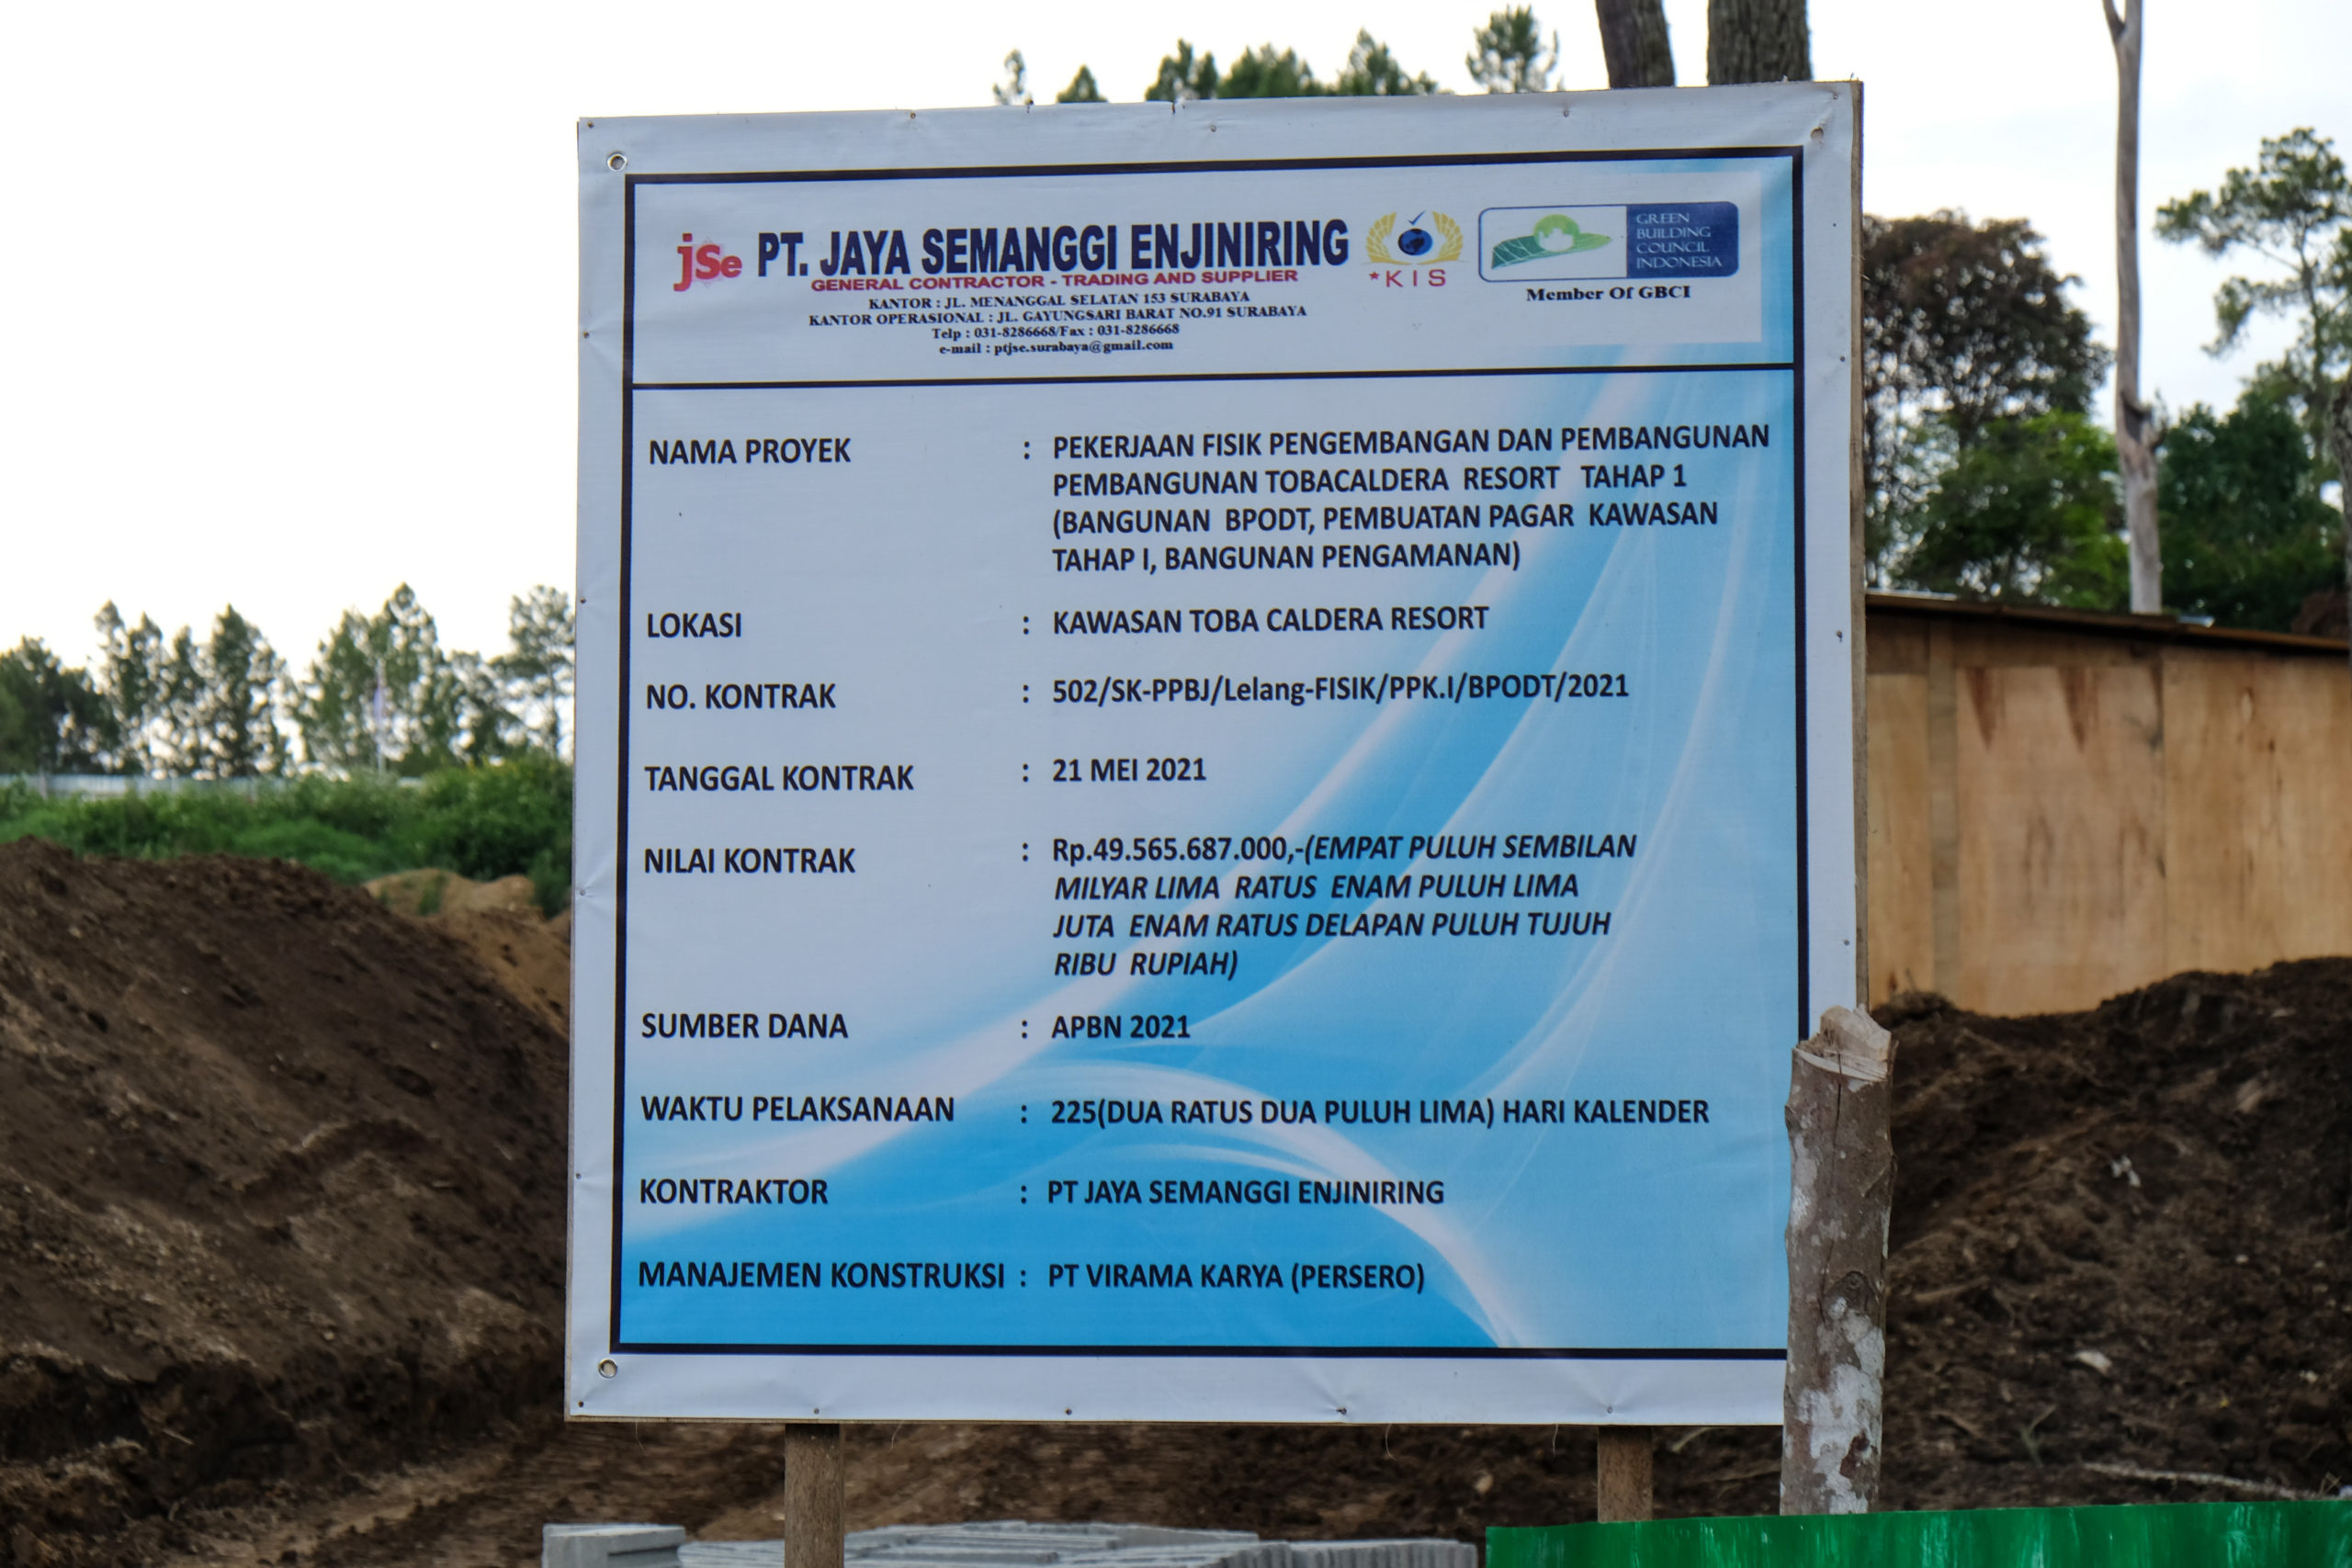 jse PT. JAYA SEMANGGI ENJINIRING
GENERAL CONTRACTOR - TRADING AND SUPPLIER
KANTOR : JL. MENANGGAL SELATAN 153 SURABAYA
KANTOR OPERASIONAL : JL. GAYUNGSARI BARAT NO.91 SURABAYA
Telp : 031-8286668/Fax : 031-8286668
e-mail : ptjse.surabaya@gmail.com
*KIS
GREEN
BUILDING
COUNCIL
INDONESIA
Member Of GBCI
NAMA PROYEK : PEKERJAAN FISIK PENGEMBANGAN DAN PEMBANGUNAN
PEMBANGUNAN TOBACALDERA RESORT TAHAP 1
(BANGUNAN BPODT, PEMBUATAN PAGAR KAWASAN
TAHAP I, BANGUNAN PENGAMANAN)
LOKASI : KAWASAN TOBA CALDERA RESORT
NO. KONTRAK : 502/SK-PPBJ/Lelang-FISIK/PPK.I/BPODT/2021
TANGGAL KONTRAK : 21 MEI 2021
NILAI KONTRAK : Rp.49.565.687.000,-(EMPAT PULUH SEMBILAN
MILYAR LIMA RATUS ENAM PULUH LIMA
JUTA ENAM RATUS DELAPAN PULUH TUJUH
RIBU RUPIAH)
SUMBER DANA : APBN 2021
WAKTU PELAKSANAAN : 225(DUA RATUS DUA PULUH LIMA) HARI KALENDER
KONTRAKTOR : PT JAYA SEMANGGI ENJINIRING
MANAJEMEN KONSTRUKSI : PT VIRAMA KARYA (PERSERO)